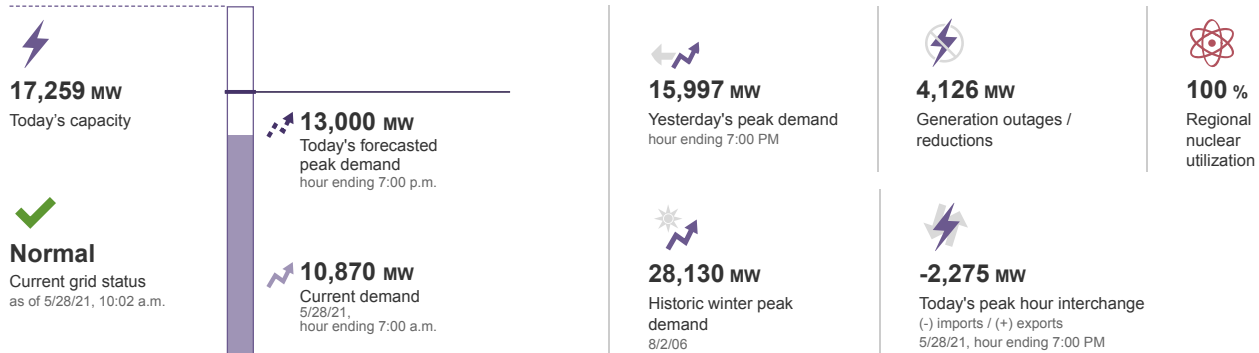 17,259 MW
Today's capacity
Normal
Current grid status
as of 5/28/21, 10:02 a.m.
13,000 MW
Today's forecasted
peak demand
hour ending 7:00 p.m.
10,870 MW
Current demand
5/28/21,
hour ending 7:00 a.m.
15,997 MW
Yesterday's peak demand
hour ending 7:00 PM
4,126 MW
Generation outages /
reductions
100 %
Regional
nuclear
utilization
28,130 MW
Historic winter peak
demand
8/2/06
-2,275 MW
Today's peak hour interchange
(-) imports / (+) exports
5/28/21, hour ending 7:00 PM